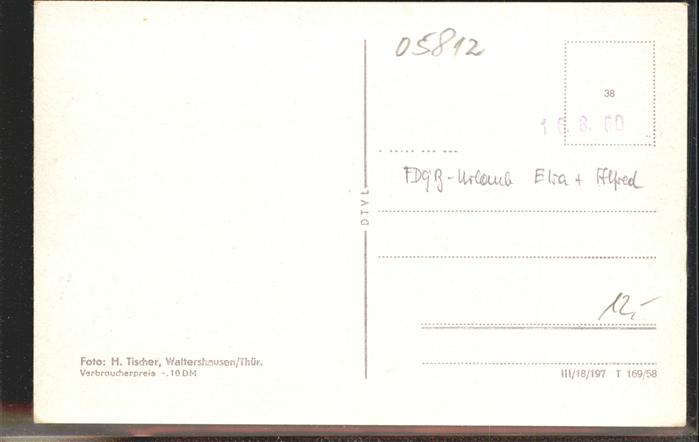 05812
38
16.8.60
FDGB-Urlaub Elsa + Alfred
DTVL
12,-
Foto: H. Tischer, Waltershausen/Thür.
Verbraucherpreis -.10 DM
III/18/197 T 169/58